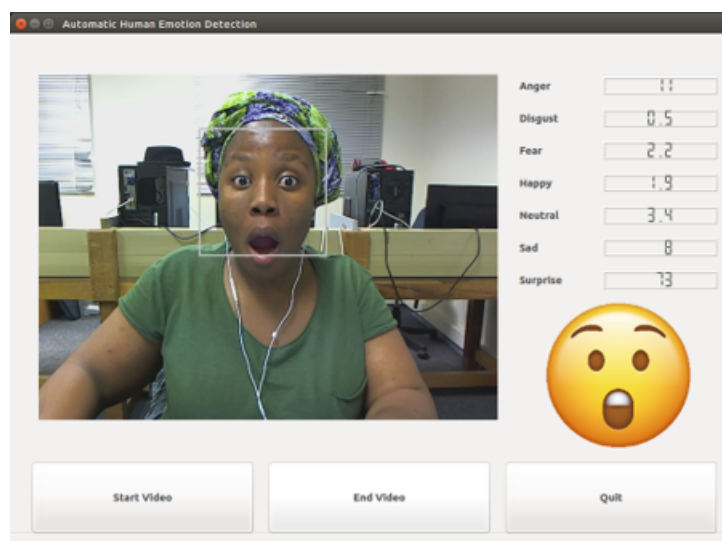 Automatic Human Emotion Detection
Anger 11
Disgust 0.5
Fear 2.2
Happy 1.9
Neutral 3.4
Sad 8
Surprise 73
Start Video
End Video
Quit